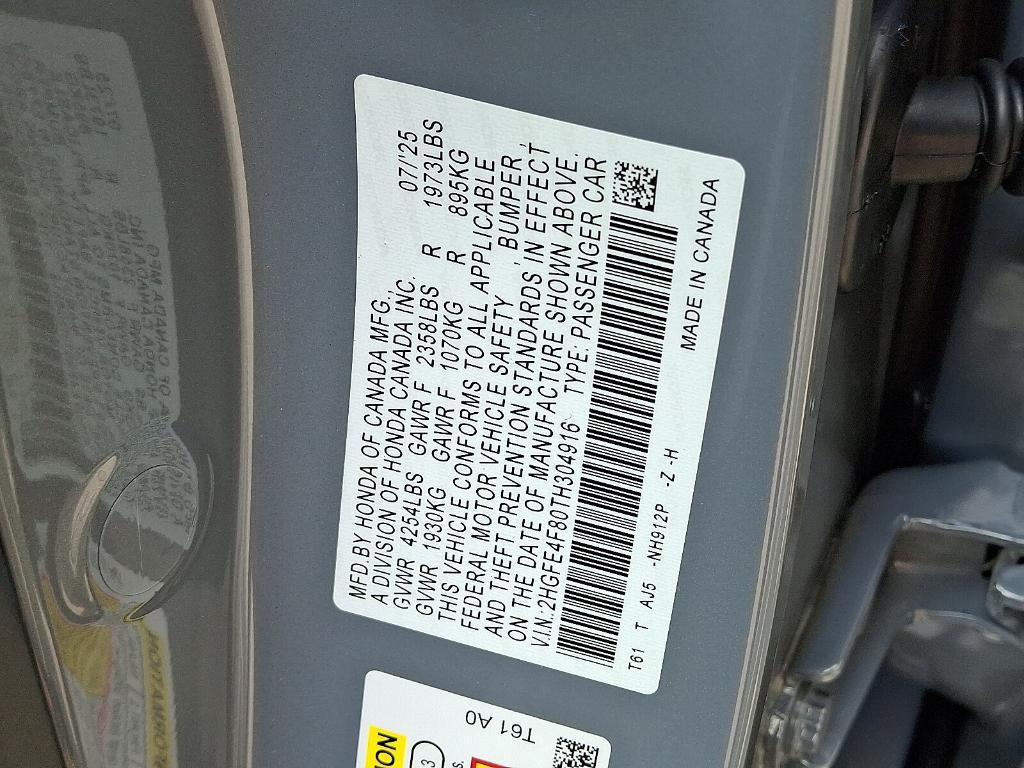 MFD.BY HONDA OF CANADA MFG., 07/'25
A DIVISION OF HONDA CANADA INC.
GVWR 4254LBS GAWR F 2358LBS R 1973LBS
GVWR 1930KG GAWR F 1070KG R 895KG
THIS VEHICLE CONFORMS TO ALL APPLICABLE
FEDERAL MOTOR VEHICLE SAFETY , BUMPER ,
AND THEFT PREVENTION STANDARDS IN EFFECT
ON THE DATE OF MANUFACTURE SHOWN ABOVE.
V.I.N.:2HGFE4F80TH304916 TYPE: PASSENGER CAR
T61 T AU5 -NH912P -Z -H MADE IN CANADA
T61 A0
3
s.